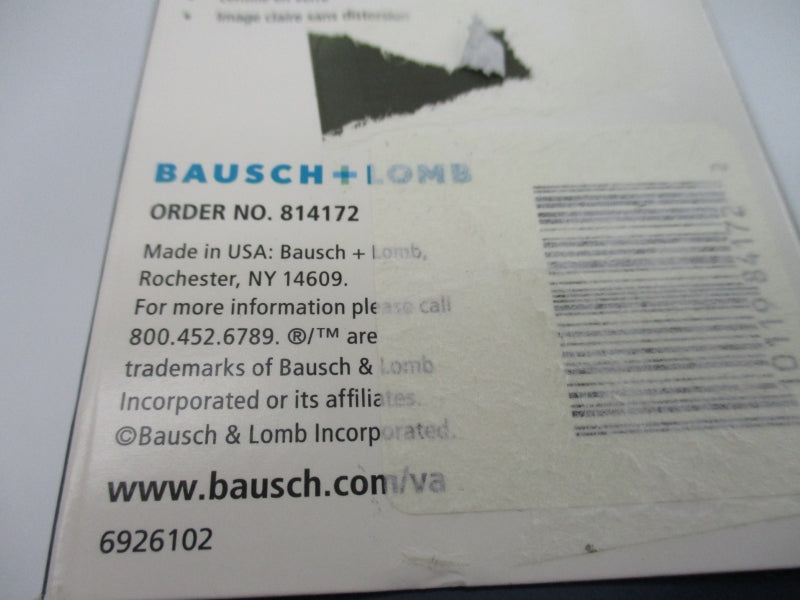 Image claire sans distorsion
BAUSCH + LOMB
ORDER NO. 814172
Made in USA: Bausch + Lomb,
Rochester, NY 14609.
For more information please call
800.452.6789. ®/™ are
trademarks of Bausch & Lomb
Incorporated or its affiliates.
©Bausch & Lomb Incorporated.
www.bausch.com/va
6926102